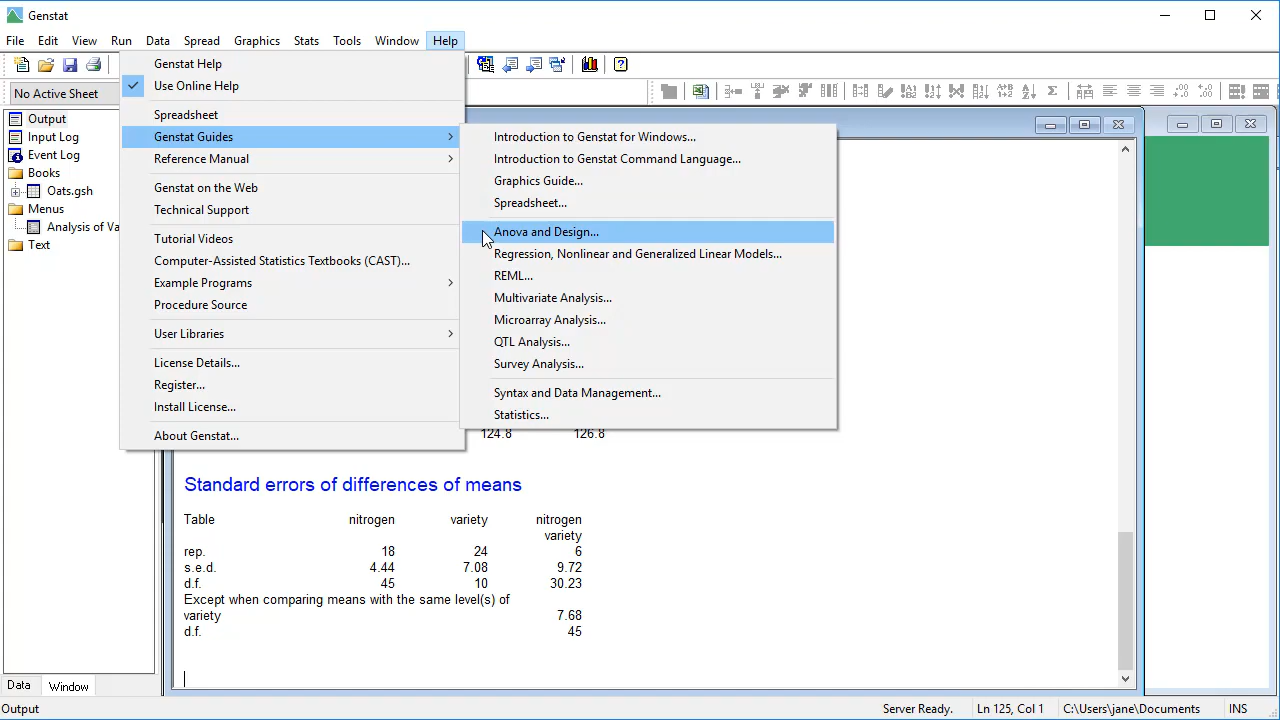 Genstat
File Edit View Run Data Spread Graphics Stats Tools Window Help
No Active Sheet
Output
Input Log
Event Log
Books
Oats.gsh
Menus
Analysis of Va
Text
Genstat Help
Use Online Help
Spreadsheet
Genstat Guides
Reference Manual
Genstat on the Web
Technical Support
Tutorial Videos
Computer-Assisted Statistics Textbooks (CAST)...
Example Programs
Procedure Source
User Libraries
License Details...
Register...
Install License...
About Genstat...
Introduction to Genstat for Windows...
Introduction to Genstat Command Language...
Graphics Guide...
Spreadsheet...
Anova and Design...
Regression, Nonlinear and Generalized Linear Models...
REML...
Multivariate Analysis...
Microarray Analysis...
QTL Analysis...
Survey Analysis...
Syntax and Data Management...
Statistics...
124.8 126.8
Standard errors of differences of means
Table nitrogen variety nitrogen
variety
rep. 18 24 6
s.e.d. 4.44 7.08 9.72
d.f. 45 10 30.23
Except when comparing means with the same level(s) of
variety 7.68
d.f. 45
Data Window
Output Server Ready. Ln 125, Col 1 C:\Users\jane\Documents INS